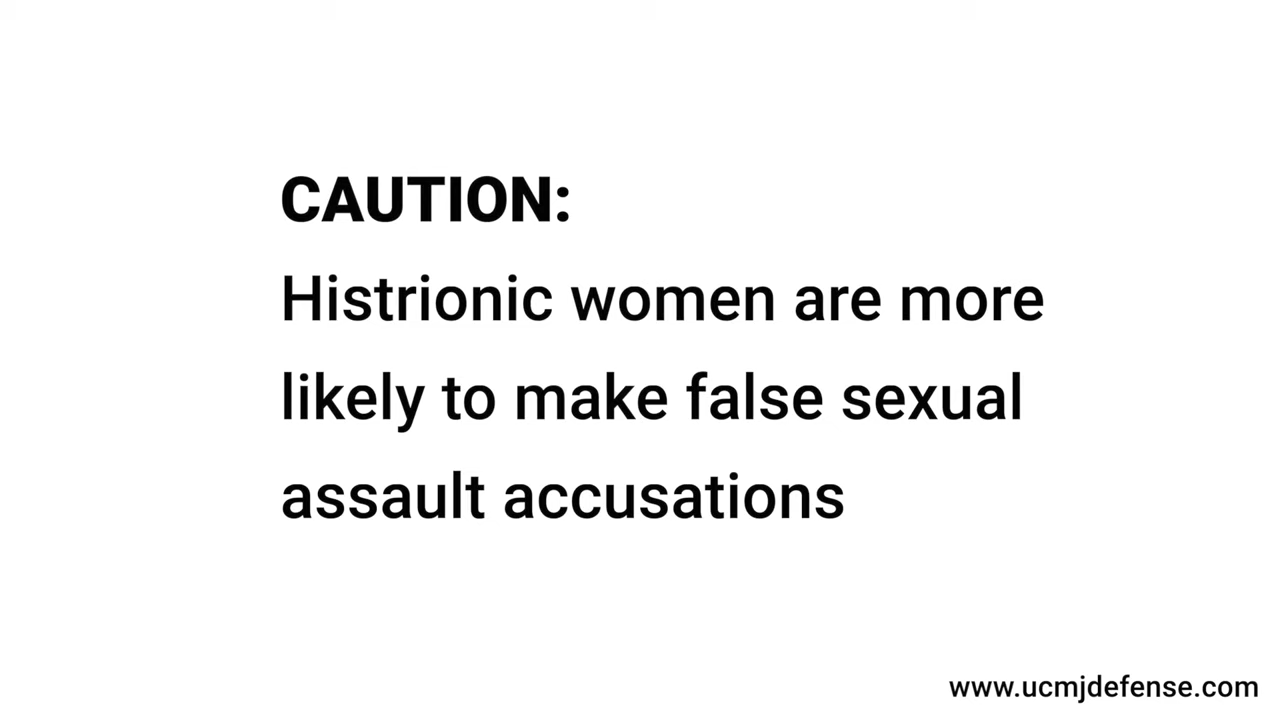 CAUTION:
Histrionic women are more
likely to make false sexual
assault accusations
www.ucmjdefense.com